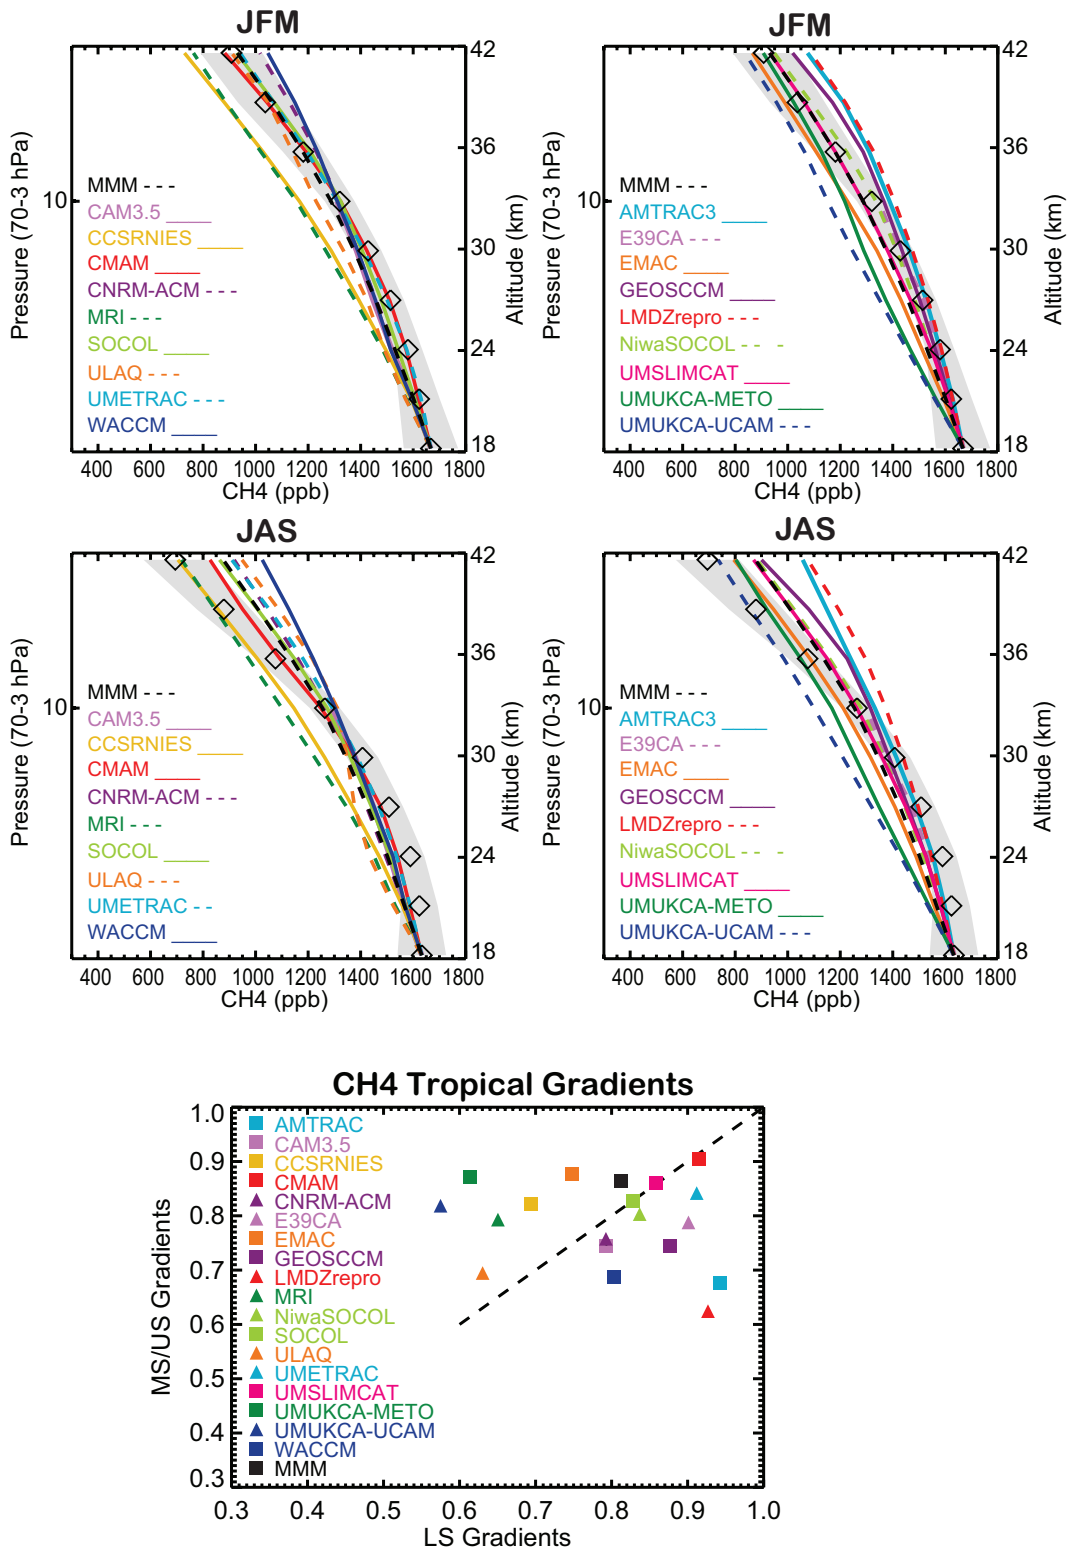 JFM
Pressure (70-3 hPa)
10
MMM - - -
CAM3.5 ____
CCSRNIES ____
CMAM ____
CNRM-ACM - - -
MRI - - -
SOCOL ____
ULAQ - - -
UMETRAC - - -
WACCM ____
42
36
30
24
18
Altitude (km)
400 600 800 1000 1200 1400 1600 1800
CH4 (ppb)
JFM
Pressure (70-3 hPa)
10
MMM - - -
AMTRAC3 ____
E39CA - - -
EMAC ____
GEOSCCM ____
LMDZrepro - - -
NiwaSOCOL - - -
UMSLIMCAT ____
UMUKCA-METO ____
UMUKCA-UCAM - - -
42
36
30
24
18
Altitude (km)
400 600 800 1000 1200 1400 1600 1800
CH4 (ppb)
JAS
Pressure (70-3 hPa)
10
MMM - - -
CAM3.5 ____
CCSRNIES ____
CMAM ____
CNRM-ACM - - -
MRI - - -
SOCOL ____
ULAQ - - -
UMETRAC - -
WACCM ____
42
36
30
24
18
Altitude (km)
400 600 800 1000 1200 1400 1600 1800
CH4 (ppb)
JAS
Pressure (70-3 hPa)
10
MMM - - -
AMTRAC3 ____
E39CA - - -
EMAC ____
GEOSCCM ____
LMDZrepro - - -
NiwaSOCOL - - -
UMSLIMCAT ____
UMUKCA-METO ____
UMUKCA-UCAM - - -
42
36
30
24
18
Altitude (km)
400 600 800 1000 1200 1400 1600 1800
CH4 (ppb)
CH4 Tropical Gradients
MS/US Gradients
1.0
0.9
0.8
0.7
0.6
0.5
0.4
0.3
AMTRAC
CAM3.5
CCSRNIES
CMAM
CNRM-ACM
E39CA
EMAC
GEOSCCM
LMDZrepro
MRI
NiwaSOCOL
SOCOL
ULAQ
UMETRAC
UMSLIMCAT
UMUKCA-METO
UMUKCA-UCAM
WACCM
MMM
0.3 0.4 0.5 0.6 0.7 0.8 0.9 1.0
LS Gradients